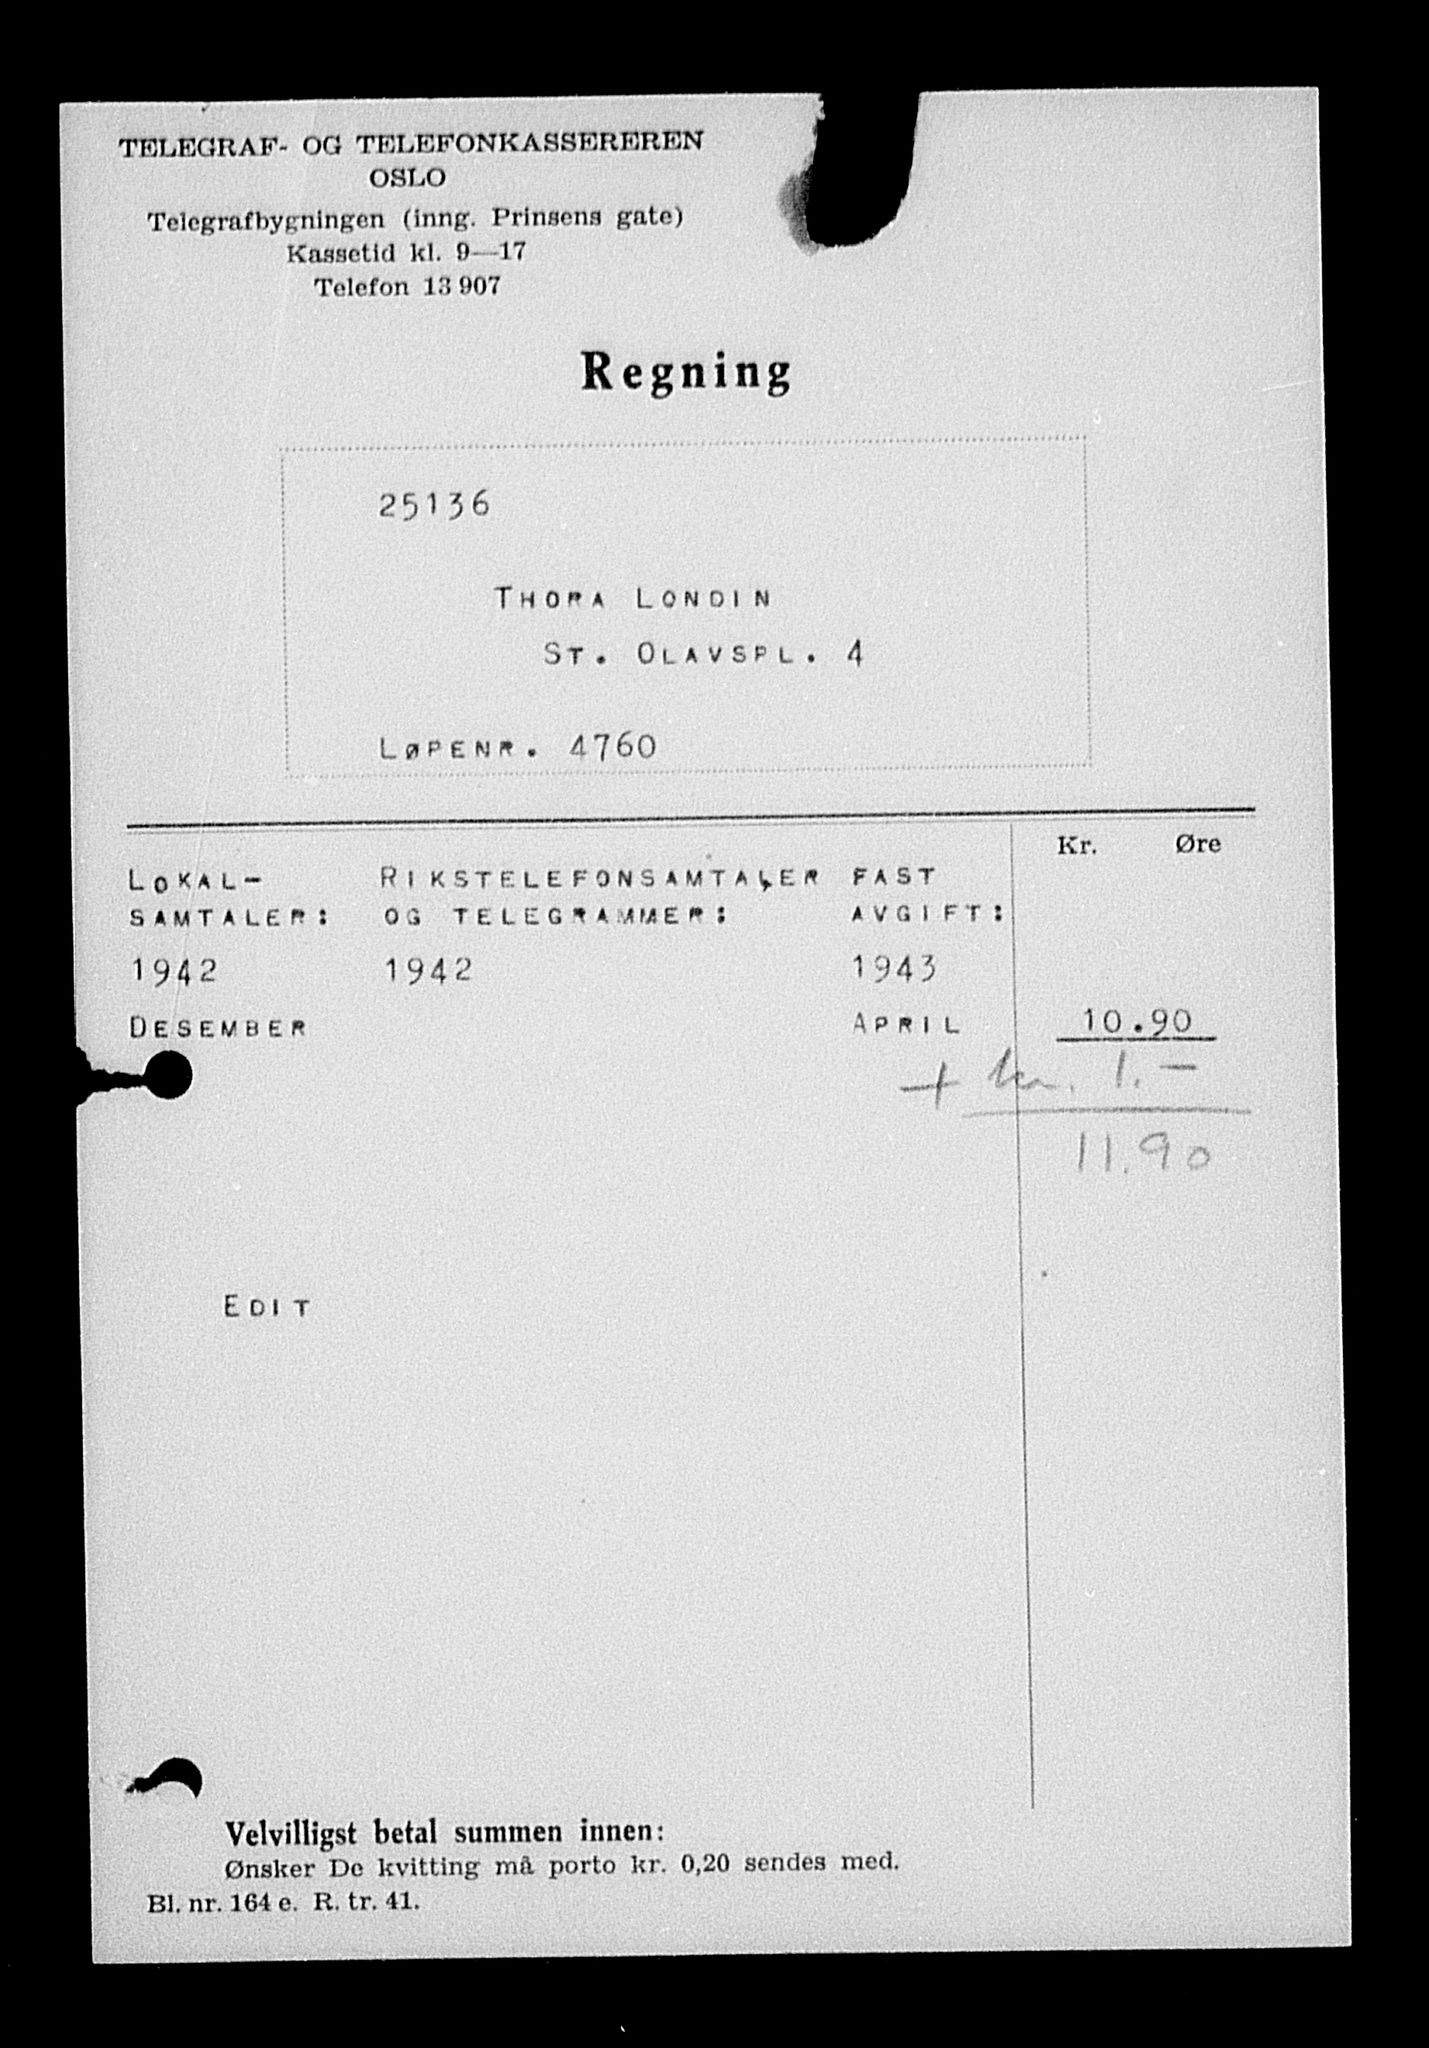 TELEGRAF- OG TELEFONKASSEREREN
OSLO
Telegrafbygningen (inng. Prinsens gate)
Kassetid kl. 9—17
Telefon 13 907
Regning
25136
THORA LONDIN
ST. OLAVSPL. 4
LØPENR. 4760
Kr. Øre
LOKAL- RIKSTELEFONSAMTALER FAST
SAMTALER: OG TELEGRAMMER: AVGIFT:
1942 1942 1943
DESEMBER APRIL 10.90
+ kr. 1.—
11.90
EDIT
Velvilligst betal summen innen:
Ønsker De kvitting må porto kr. 0,20 sendes med.
Bl. nr. 164 e. R. tr. 41.